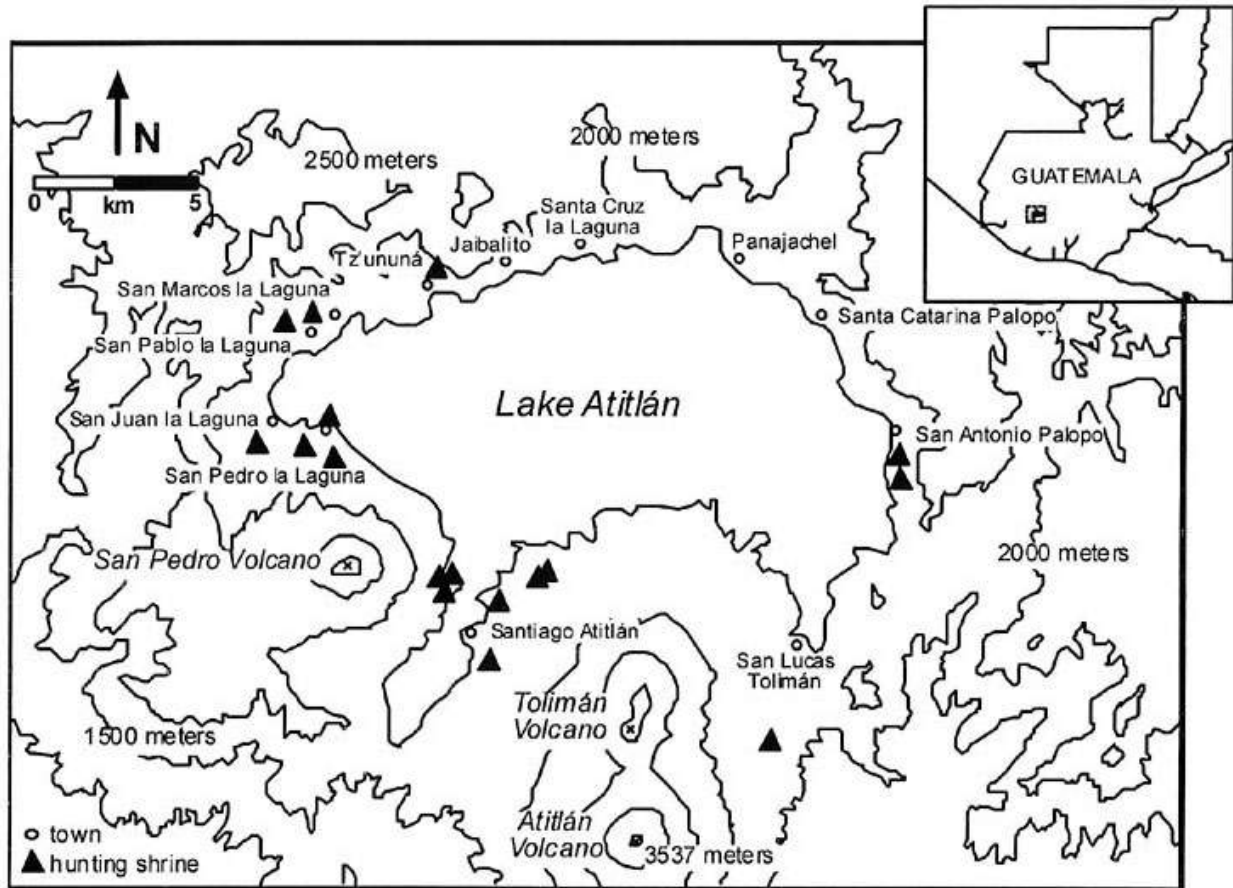 N
0 km 5
2500 meters
2000 meters
GUATEMALA
Santa Cruz
la Laguna
Jaibalito
Tz'ununá
Panajachel
San Marcos la Laguna
Santa Catarina Palopo
San Pablo la Laguna
Lake Atitlán
San Juan la Laguna
San Antonio Palopo
San Pedro la Laguna
San Pedro Volcano
2000 meters
Santiago Atitlán
San Lucas
Tolimán
Tolimán
Volcano
1500 meters
Atitlán
Volcano
3537 meters
town
hunting shrine